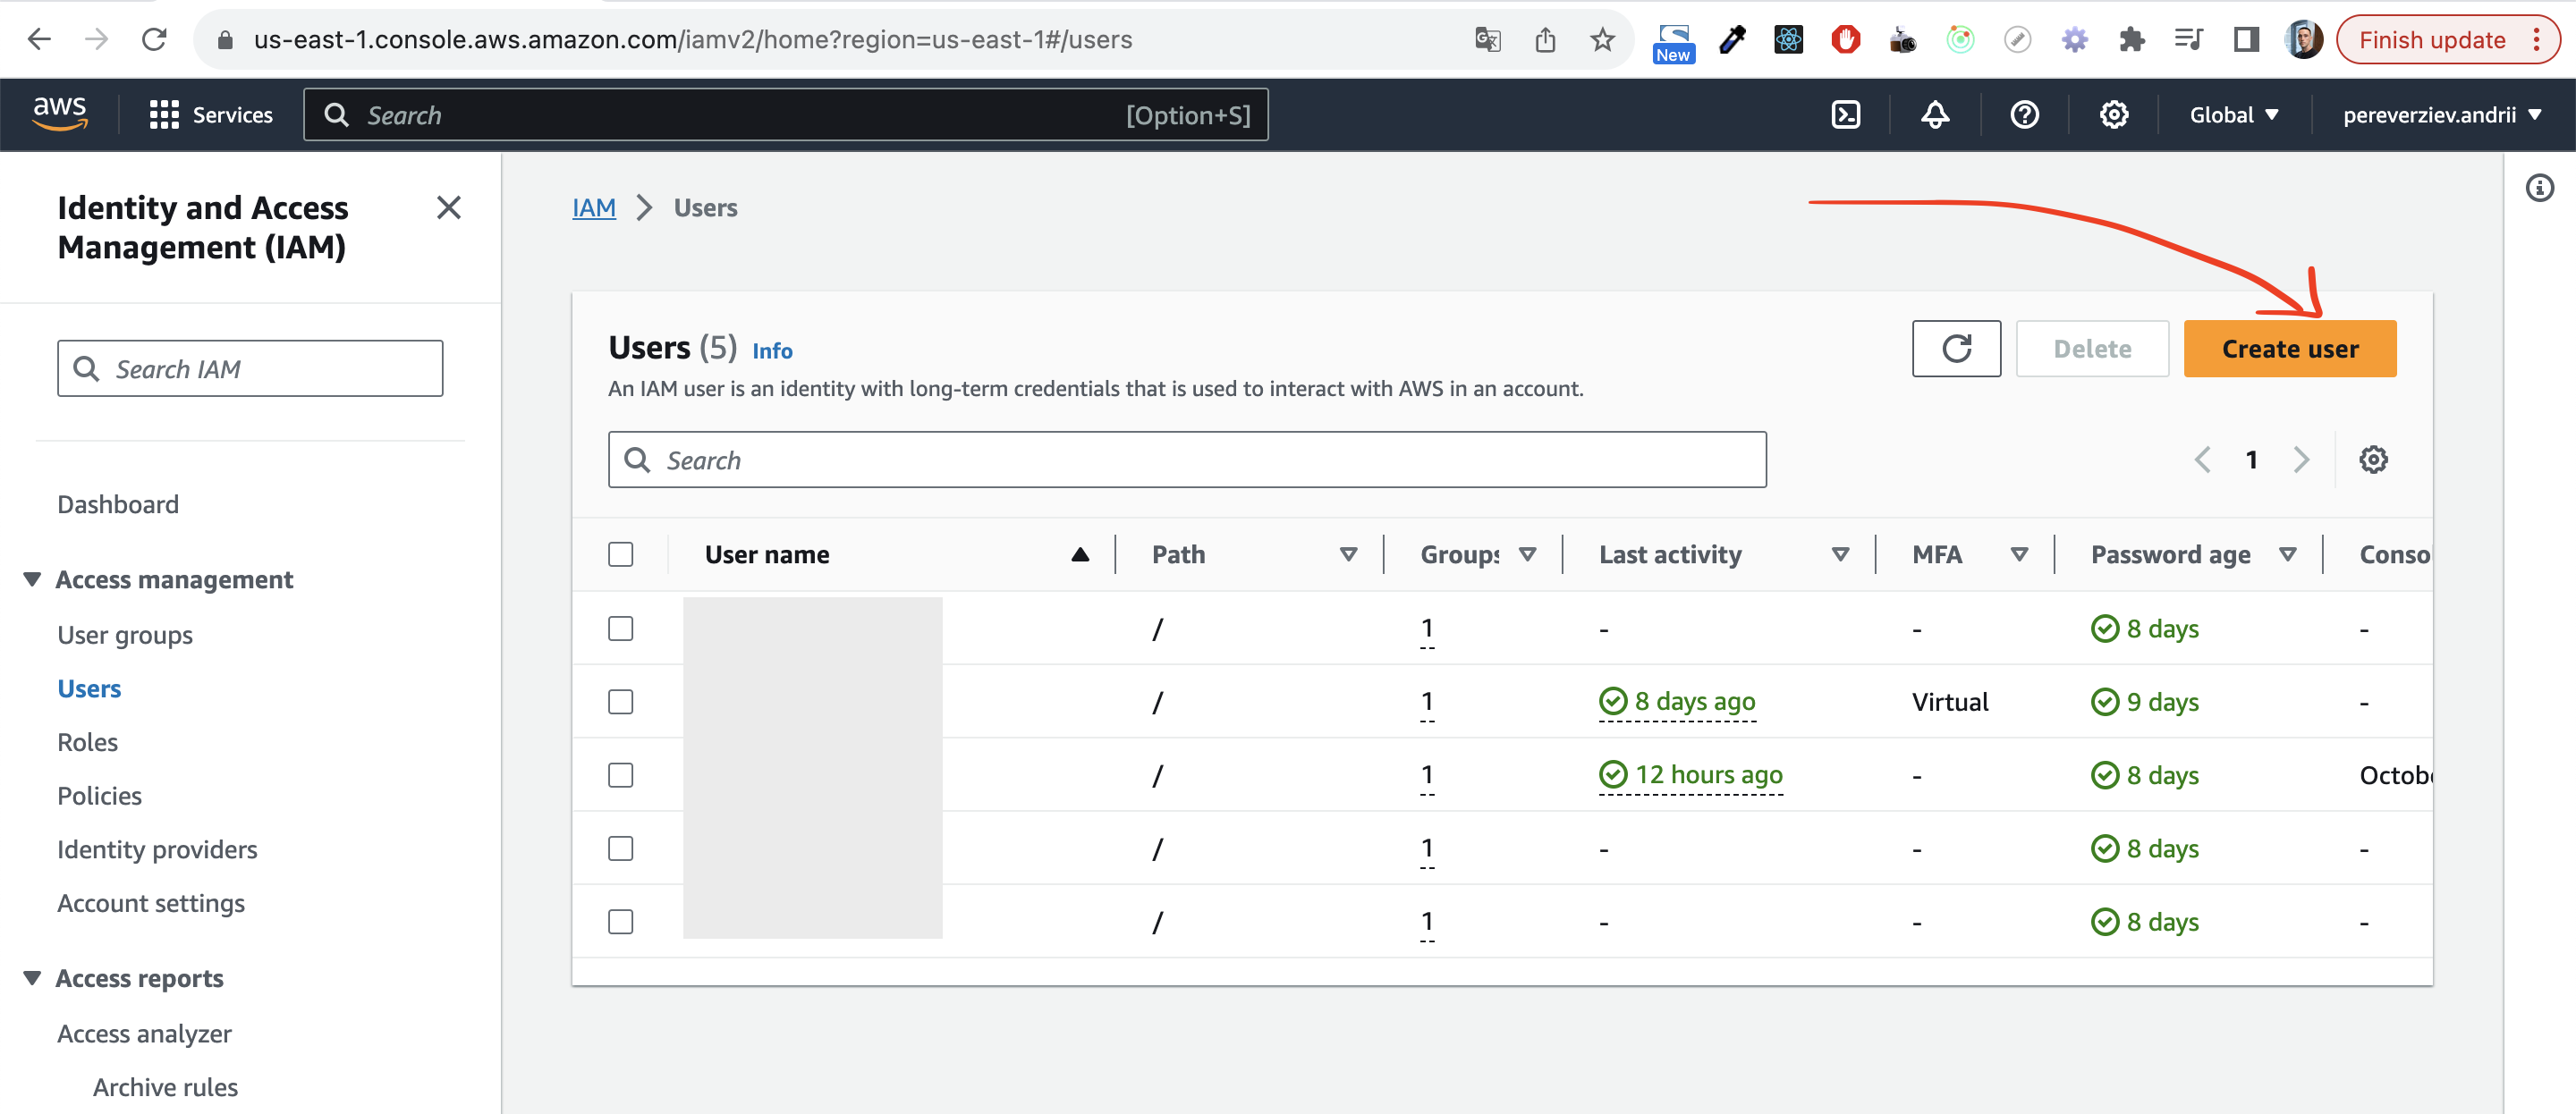 us-east-1.console.aws.amazon.com/iamv2/home?region=us-east-1#/users
New
Finish update
aws
Services
Search
[Option+S]
Global
pereverziev.andrii
Identity and Access
Management (IAM)
Search IAM
Dashboard
Access management
User groups
Users
Roles
Policies
Identity providers
Account settings
Access reports
Access analyzer
Archive rules
IAM > Users
Users (5) Info
An IAM user is an identity with long-term credentials that is used to interact with AWS in an account.
Delete
Create user
Search
1
User name Path Groups Last activity MFA Password age Conso
/ 1 - - 8 days -
/ 1 8 days ago Virtual 9 days -
/ 1 12 hours ago - 8 days Octob
/ 1 - - 8 days -
/ 1 - - 8 days -